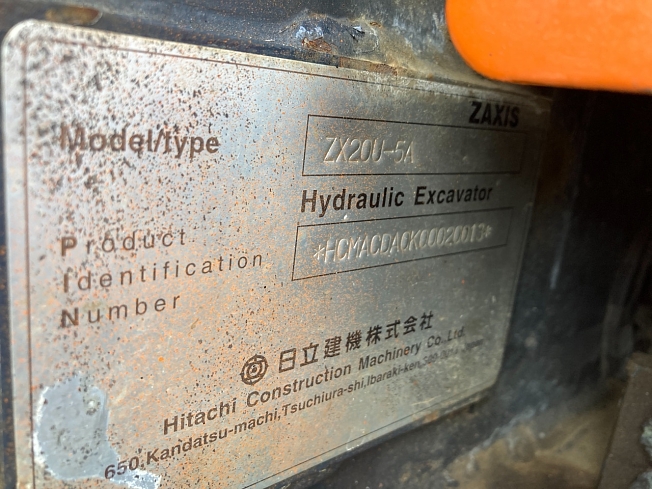 ZAXIS
Model/type ZX20U-5A
Hydraulic Excavator
Product
Identification
Number
日立建機株式会社
Hitachi Construction Machinery Co.,Ltd.
650,Kandatsu-machi,Tsuchiura-shi,Ibaraki-ken,